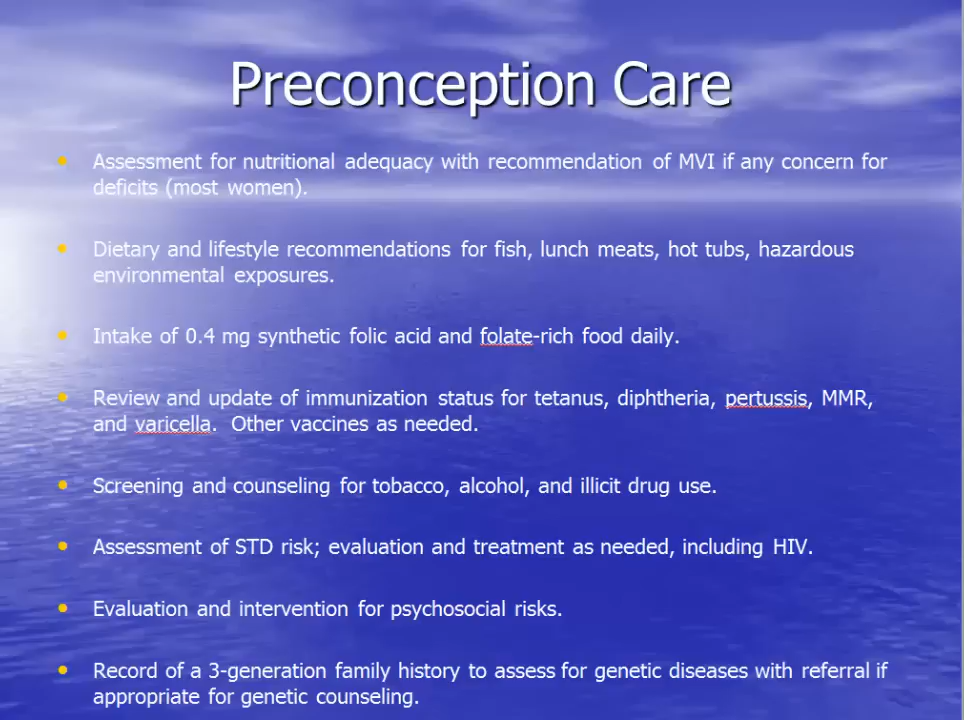 Preconception Care
• Assessment for nutritional adequacy with recommendation of MVI if any concern for
deficits (most women).
• Dietary and lifestyle recommendations for fish, lunch meats, hot tubs, hazardous
environmental exposures.
• Intake of 0.4 mg synthetic folic acid and folate-rich food daily.
• Review and update of immunization status for tetanus, diphtheria, pertussis, MMR,
and varicella.  Other vaccines as needed.
• Screening and counseling for tobacco, alcohol, and illicit drug use.
• Assessment of STD risk; evaluation and treatment as needed, including HIV.
• Evaluation and intervention for psychosocial risks.
• Record of a 3-generation family history to assess for genetic diseases with referral if
appropriate for genetic counseling.